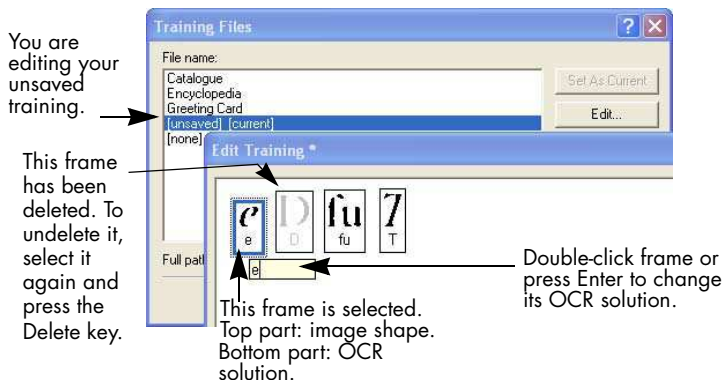 You are
editing your
unsaved
training.
This frame
has been
deleted. To
undelete it,
select it
again and
press the
Delete key.
Training Files
File name:
Catalogue
Encyclopedia
Greeting Card
[unsaved] [current]
[none]
Set As Current
Edit...
Full path
Edit Training *
e D fu 7
e D fu T
e
This frame is selected.
Top part: image shape.
Bottom part: OCR
solution.
Double-click frame or
press Enter to change
its OCR solution.